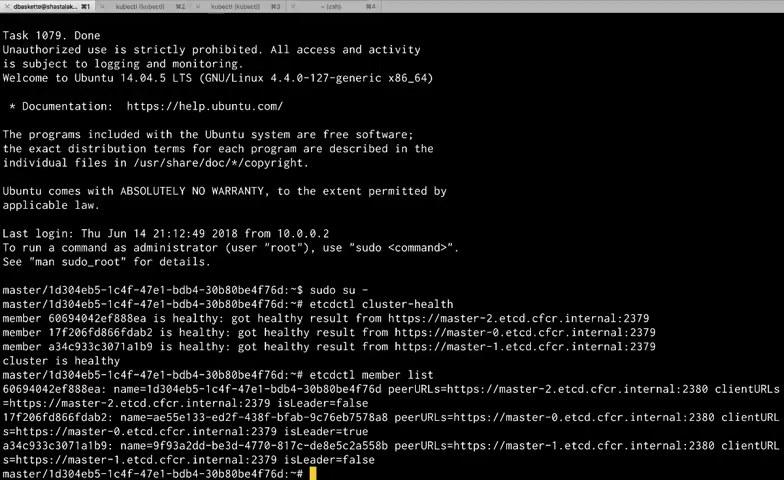 dbaskette@shastalak... ⌘1 kubectl (kubectl) ⌘2 kubectl (kubectl) ⌘3 ~ (zsh) ⌘4
Task 1079. Done
Unauthorized use is strictly prohibited. All access and activity
is subject to logging and monitoring.
Welcome to Ubuntu 14.04.5 LTS (GNU/Linux 4.4.0-127-generic x86_64)
* Documentation:  https://help.ubuntu.com/
The programs included with the Ubuntu system are free software;
the exact distribution terms for each program are described in the
individual files in /usr/share/doc/*/copyright.
Ubuntu comes with ABSOLUTELY NO WARRANTY, to the extent permitted by
applicable law.
Last login: Thu Jun 14 21:12:49 2018 from 10.0.0.2
To run a command as administrator (user "root"), use "sudo <command>".
See "man sudo_root" for details.
master/1d304eb5-1c4f-47e1-bdb4-30b80be4f76d:~$ sudo su -
master/1d304eb5-1c4f-47e1-bdb4-30b80be4f76d:~# etcdctl cluster-health
member 60694042ef888ea is healthy: got healthy result from https://master-2.etcd.cfcr.internal:2379
member 17f206fd866fdab2 is healthy: got healthy result from https://master-0.etcd.cfcr.internal:2379
member a34c933c3071a1b9 is healthy: got healthy result from https://master-1.etcd.cfcr.internal:2379
cluster is healthy
master/1d304eb5-1c4f-47e1-bdb4-30b80be4f76d:~# etcdctl member list
60694042ef888ea: name=1d304eb5-1c4f-47e1-bdb4-30b80be4f76d peerURLs=https://master-2.etcd.cfcr.internal:2380 clientURL
s=https://master-2.etcd.cfcr.internal:2379 isLeader=false
17f206fd866fdab2: name=ae55e133-ed2f-438f-bfab-9c76eb7578a8 peerURLs=https://master-0.etcd.cfcr.internal:2380 clientUR
Ls=https://master-0.etcd.cfcr.internal:2379 isLeader=true
a34c933c3071a1b9: name=9f93a2dd-be3d-4770-817c-de8e5c2a558b peerURLs=https://master-1.etcd.cfcr.internal:2380 clientUR
Ls=https://master-1.etcd.cfcr.internal:2379 isLeader=false
master/1d304eb5-1c4f-47e1-bdb4-30b80be4f76d:~#